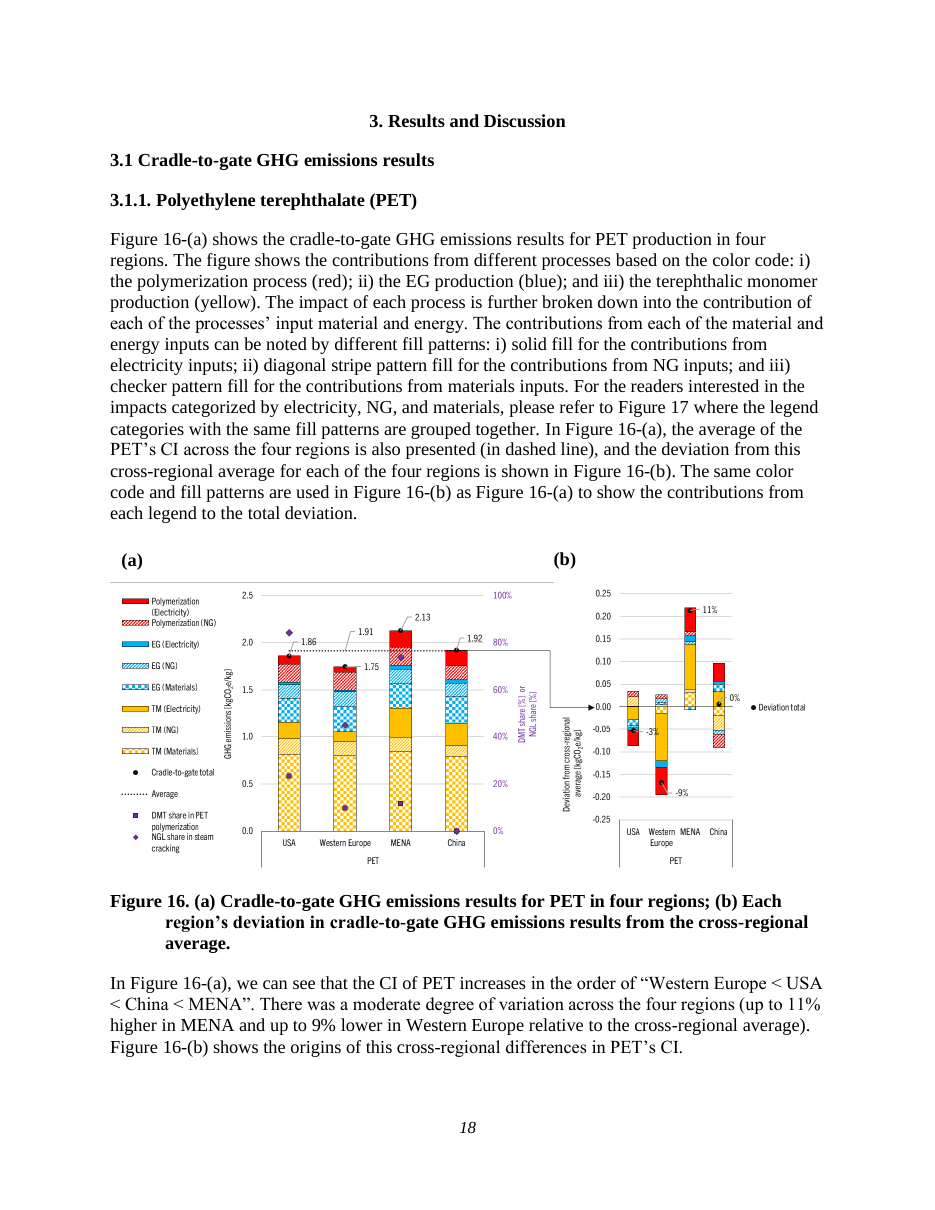 3. Results and Discussion
3.1 Cradle-to-gate GHG emissions results
3.1.1. Polyethylene terephthalate (PET)
Figure 16-(a) shows the cradle-to-gate GHG emissions results for PET production in four
regions. The figure shows the contributions from different processes based on the color code: i)
the polymerization process (red); ii) the EG production (blue); and iii) the terephthalic monomer
production (yellow). The impact of each process is further broken down into the contribution of
each of the processes’ input material and energy. The contributions from each of the material and
energy inputs can be noted by different fill patterns: i) solid fill for the contributions from
electricity inputs; ii) diagonal stripe pattern fill for the contributions from NG inputs; and iii)
checker pattern fill for the contributions from materials inputs. For the readers interested in the
impacts categorized by electricity, NG, and materials, please refer to Figure 17 where the legend
categories with the same fill patterns are grouped together. In Figure 16-(a), the average of the
PET’s CI across the four regions is also presented (in dashed line), and the deviation from this
cross-regional average for each of the four regions is shown in Figure 16-(b). The same color
code and fill patterns are used in Figure 16-(b) as Figure 16-(a) to show the contributions from
each legend to the total deviation.
(a)
Polymerization
(Electricity)
Polymerization (NG)
EG (Electricity)
EG (NG)
EG (Materials)
TM (Electricity)
TM (NG)
TM (Materials)
Cradle-to-gate total
Average
DMT share in PET
polymerization
NGL share in steam
cracking
GHG emissions [kgCO2e/kg]
2.5
2.0
1.5
1.0
0.5
0.0
1.86
1.91
1.75
2.13
1.92
USA
Western Europe
MENA
China
PET
100%
80%
60%
40%
20%
0%
DMT share [%] or
NGL share [%]
(b)
Deviation from cross-regional
average [kgCO2e/kg]
0.25
0.20
0.15
0.10
0.05
0.00
-0.05
-0.10
-0.15
-0.20
-0.25
-3%
-9%
11%
0%
Deviation total
USA
Western
Europe
MENA
China
PET
Figure 16. (a) Cradle-to-gate GHG emissions results for PET in four regions; (b) Each
region’s deviation in cradle-to-gate GHG emissions results from the cross-regional
average.
In Figure 16-(a), we can see that the CI of PET increases in the order of “Western Europe < USA
< China < MENA”. There was a moderate degree of variation across the four regions (up to 11%
higher in MENA and up to 9% lower in Western Europe relative to the cross-regional average).
Figure 16-(b) shows the origins of this cross-regional differences in PET’s CI.
18